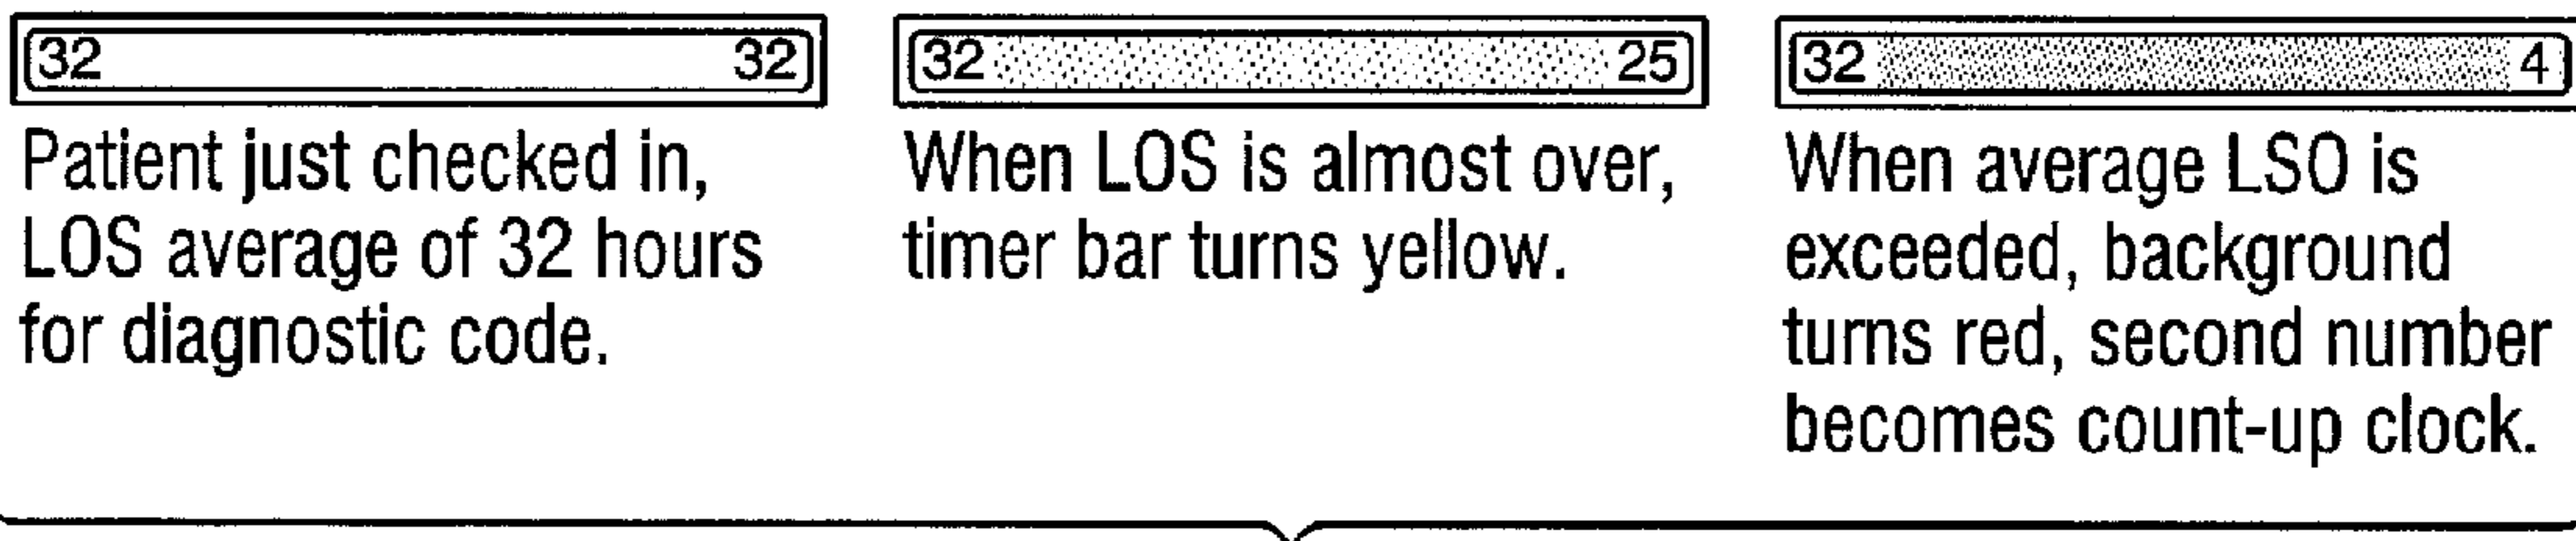 32 32
Patient just checked in,
LOS average of 32 hours
for diagnostic code.
32 25
When LOS is almost over,
timer bar turns yellow.
32 4
When average LSO is
exceeded, background
turns red, second number
becomes count-up clock.